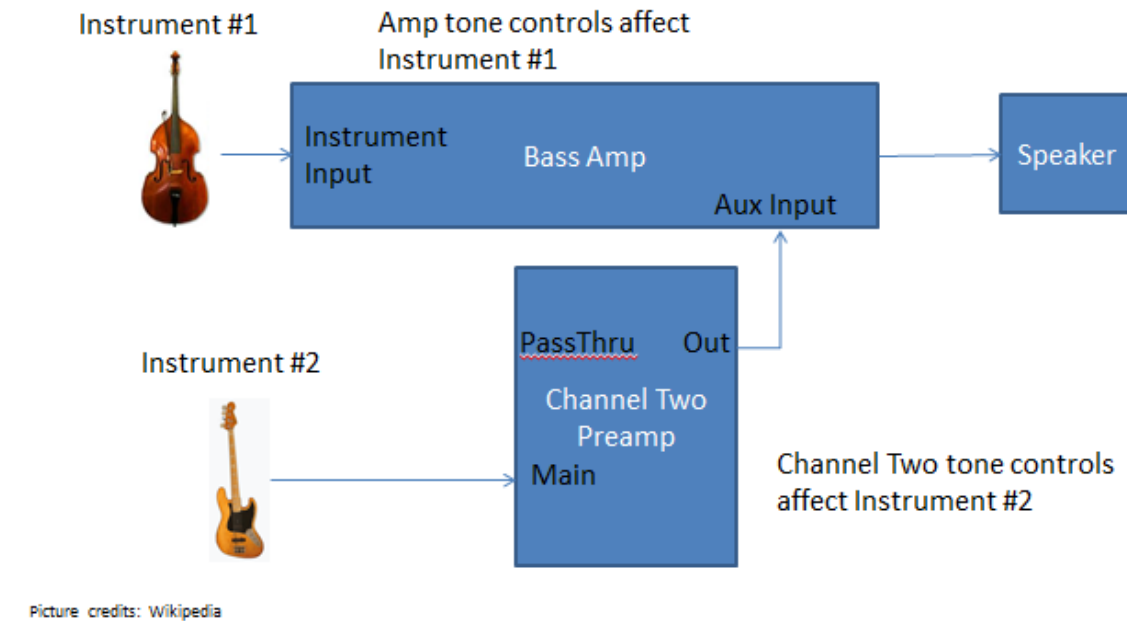 Instrument #1
Amp tone controls affect
Instrument #1
Instrument
Input
Bass Amp
Speaker
Aux Input
PassThru
Out
Instrument #2
Channel Two
Preamp
Main
Channel Two tone controls
affect Instrument #2
Picture credits: Wikipedia